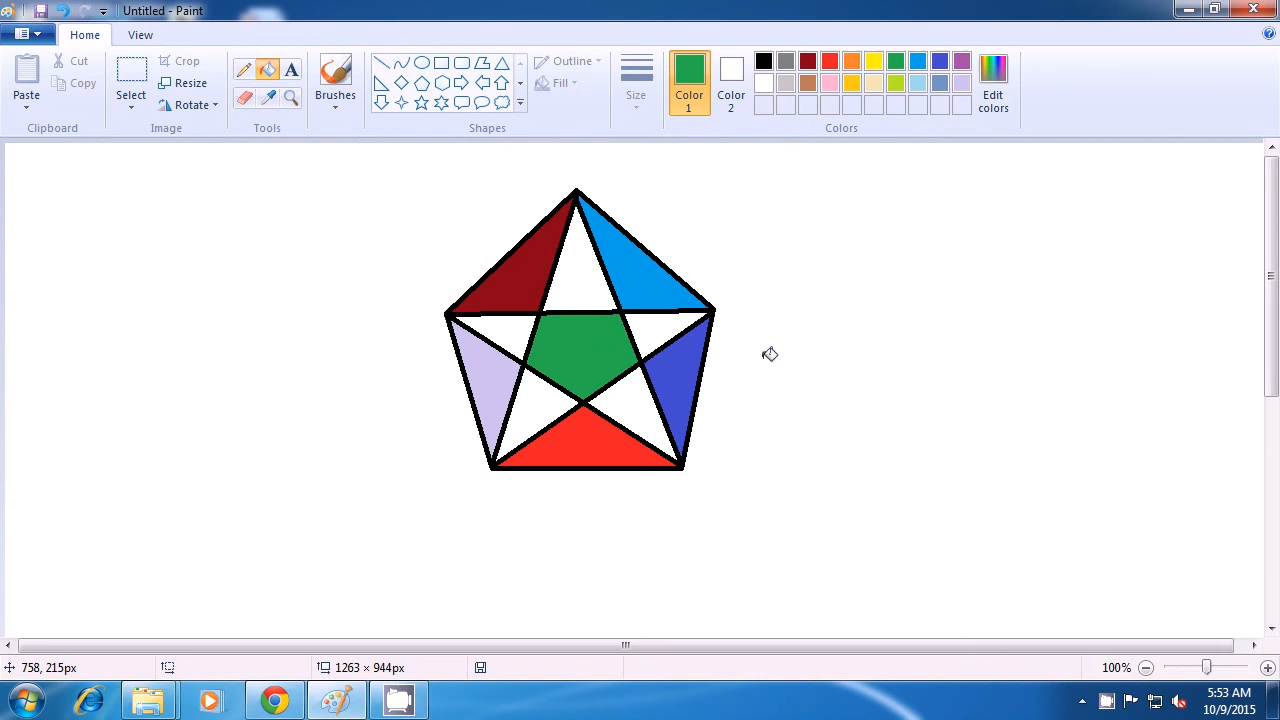 Untitled - Paint
Home View
Paste
Cut
Copy
Clipboard
Select
Crop
Resize
Rotate
Image
A
Tools
Brushes
Shapes
Outline
Fill
Size
Color 1
Color 2
Edit colors
Colors
758, 215px
1263 × 944px
100%
5:53 AM
10/9/2015